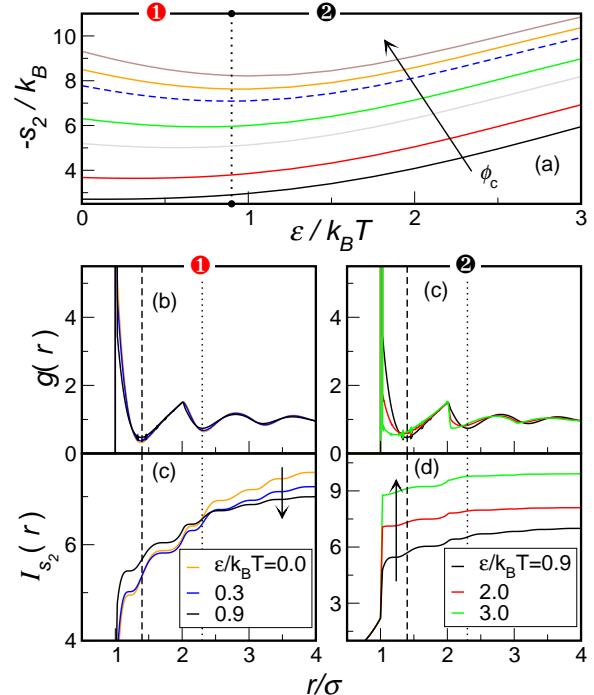 ❶ ❷
10
8
6
4
-s₂/k_B
(a)
ϕ_c
0 1 2 3
ε/k_BT
❶ ❷
(b) (c)
4
2
0
g(r)
0
(c) (d)
ε/k_BT=0.0
0.3
0.9
ε/k_BT=0.9
2.0
3.0
6
4
9
6
3
I_s₂(r)
1 2 3 4
0 1 2 3 4
r/σ